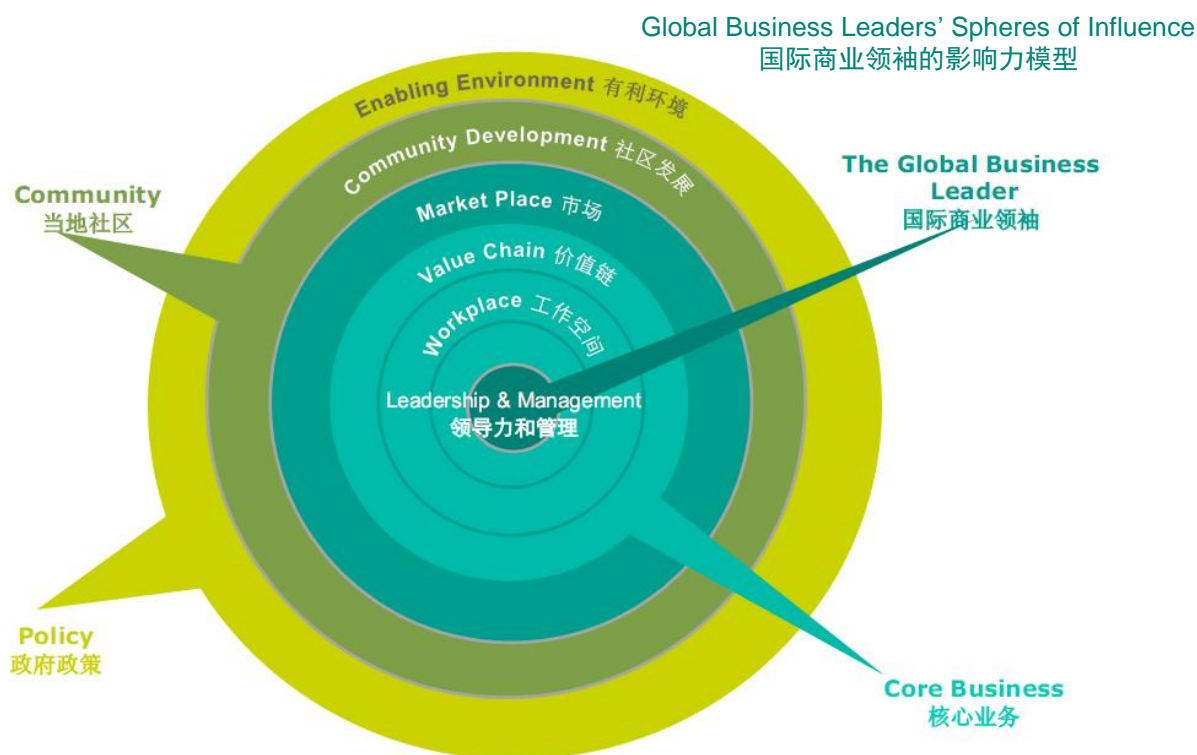 Global Business Leaders’ Spheres of Influence
国际商业领袖的影响力模型
Enabling Environment 有利环境
Community Development 社区发展
Market Place 市场
Value Chain 价值链
Workplace 工作空间
Leadership & Management
领导力和管理
Community
当地社区
The Global Business
Leader
国际商业领袖
Policy
政府政策
Core Business
核心业务